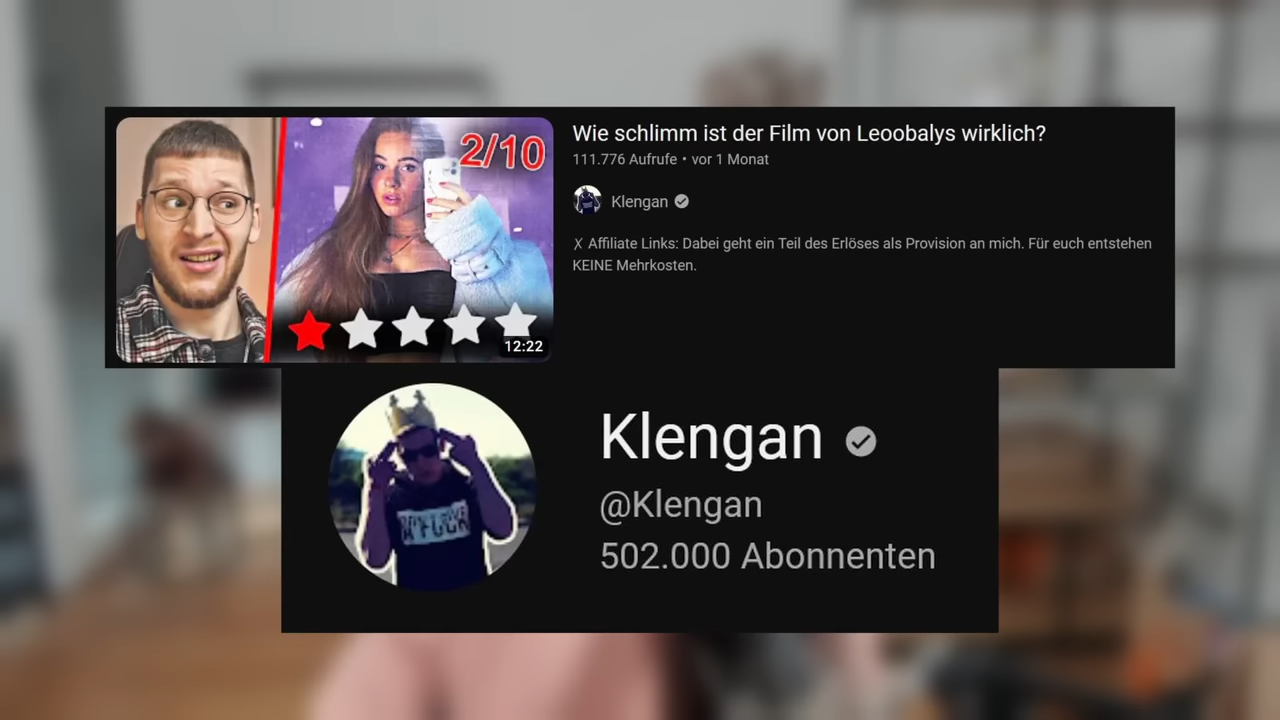 2/10
12:22
Wie schlimm ist der Film von Leoobalys wirklich?
111.776 Aufrufe • vor 1 Monat
Klengan
X Affiliate Links: Dabei geht ein Teil des Erlöses als Provision an mich. Für euch entstehen
KEINE Mehrkosten.
Klengan
@Klengan
502.000 Abonnenten